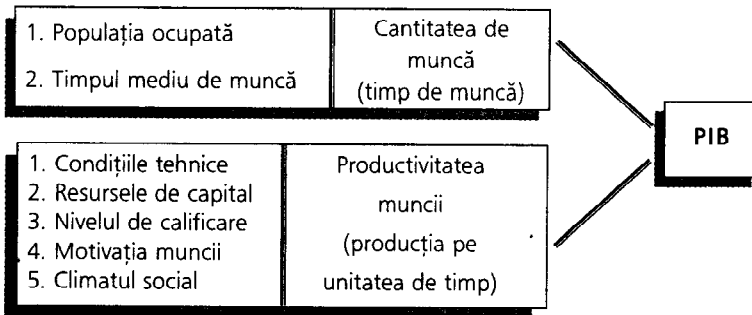 1. Populația ocupată
2. Timpul mediu de muncă
Cantitatea de
muncă
(timp de muncă)
PIB
1. Condițiile tehnice
2. Resursele de capital
3. Nivelul de calificare
4. Motivația muncii
5. Climatul social
Productivitatea
muncii
(producția pe
unitatea de timp)